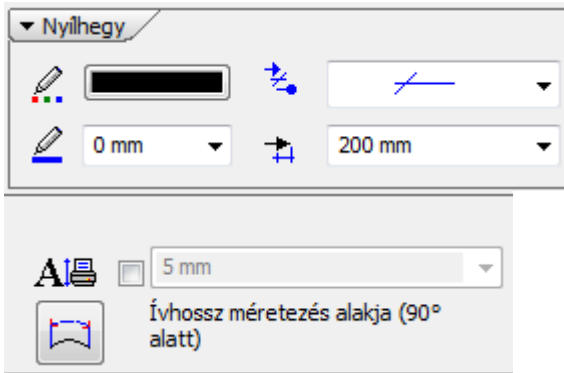 Nyílhegy
0 mm
200 mm
A
5 mm
Ívhossz méretezés alakja (90°
alatt)